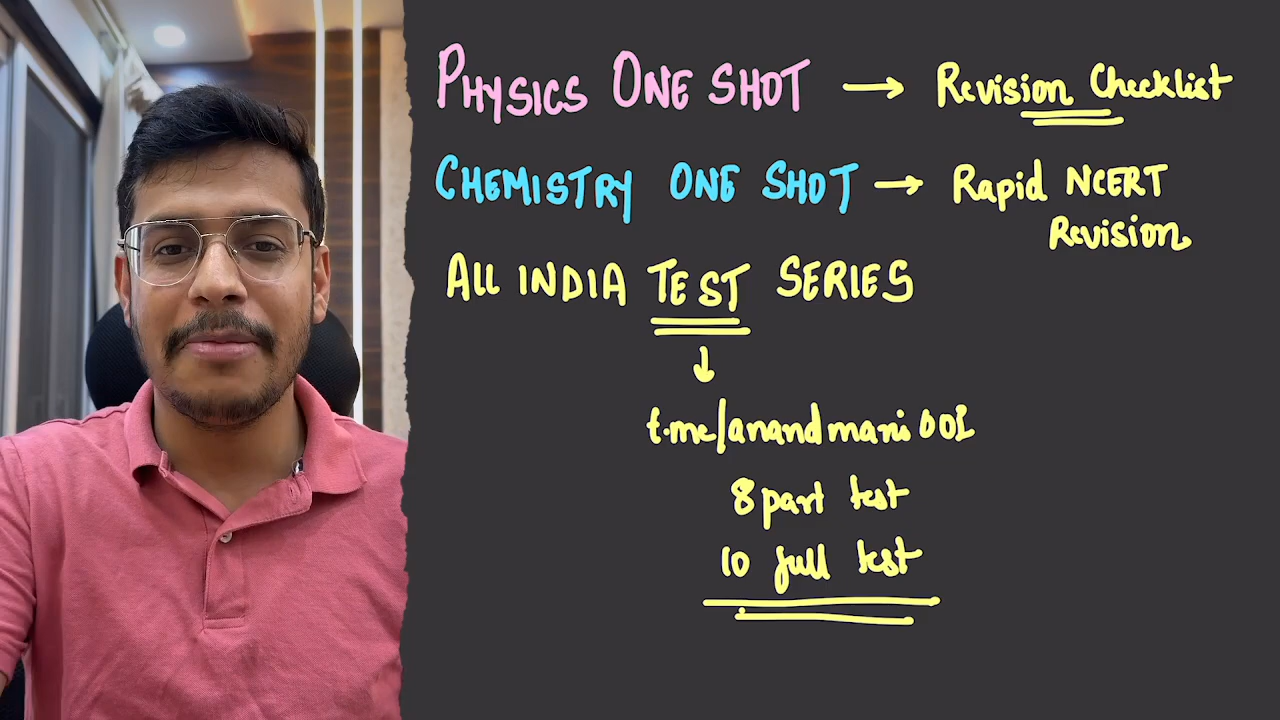 PHYSICS ONE SHOT → Revision Checklist
CHEMISTRY ONE SHOT → Rapid NCERT
Revision
ALL INDIA TEST SERIES
↓
t.me/anandmani001
8 part test
10 full test